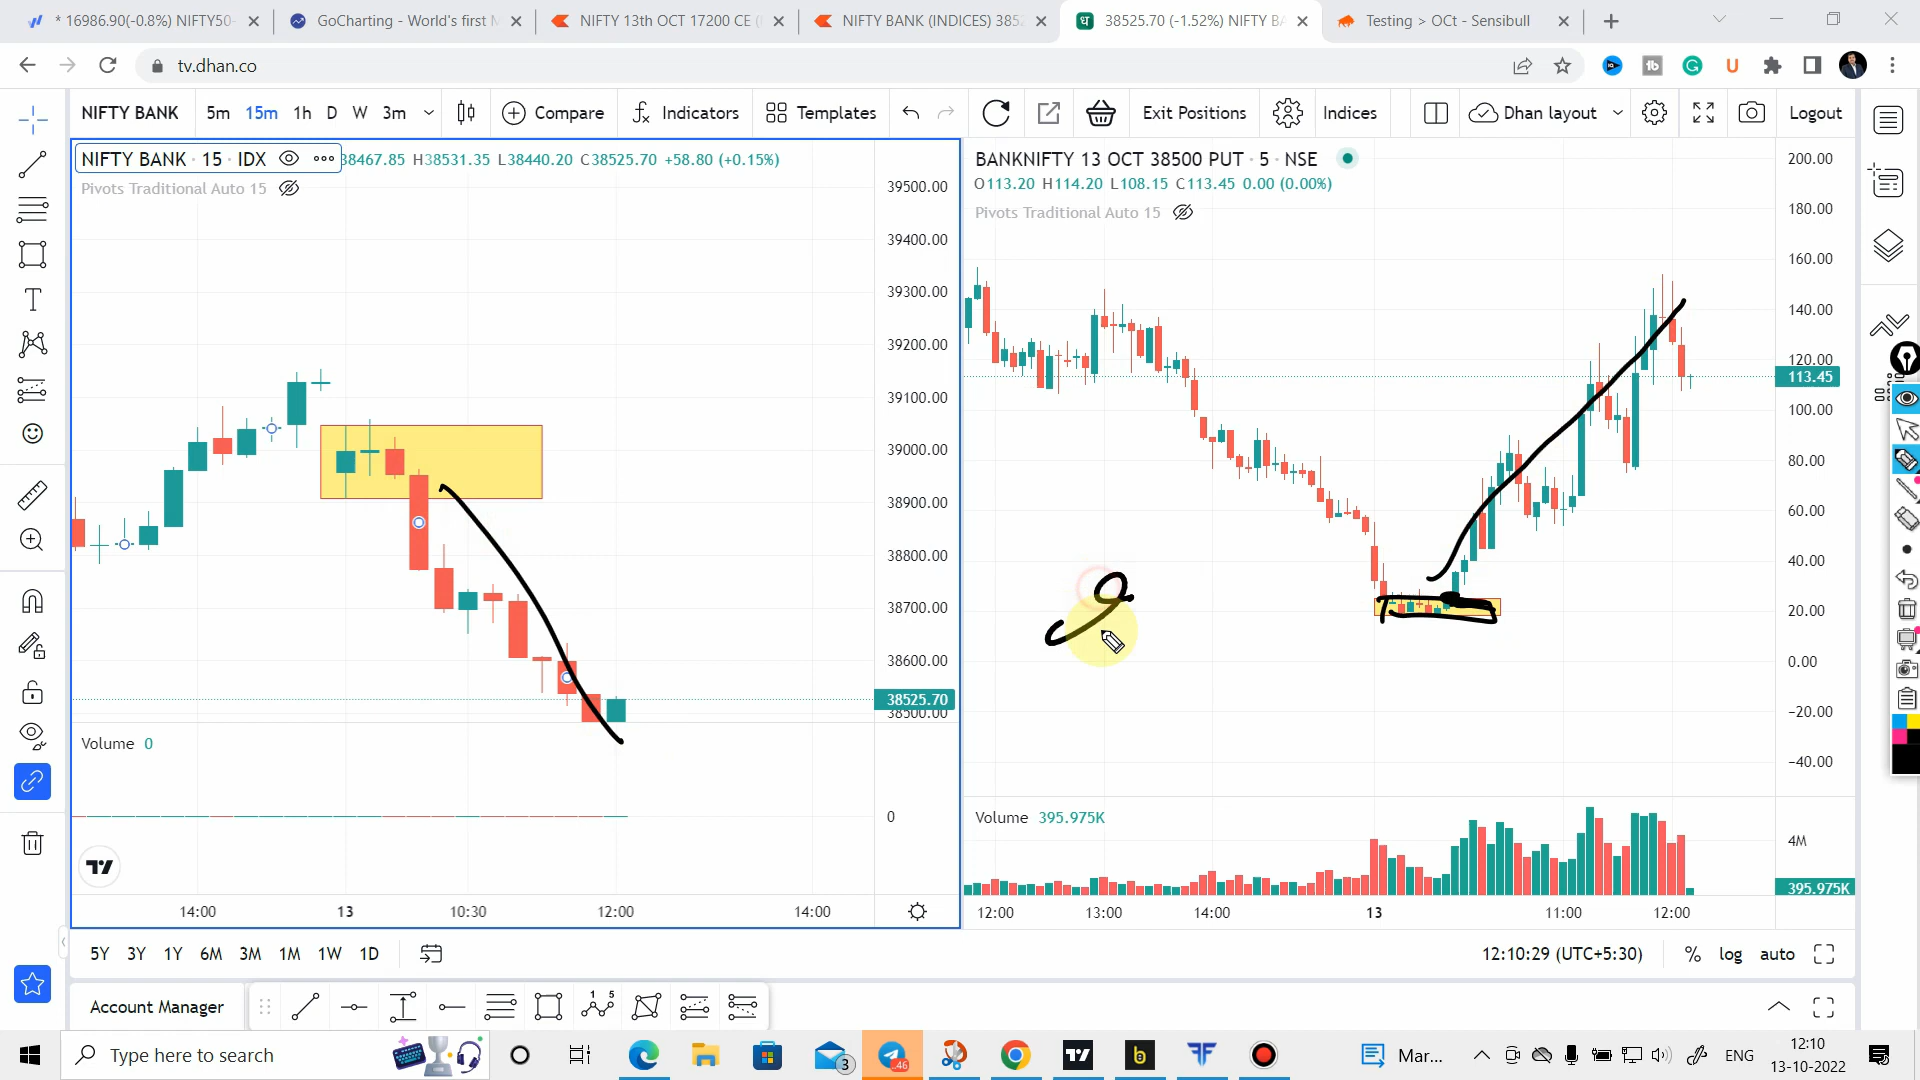 * 16986.90(-0.8%) NIFTY50-
GoCharting - World's first M
NIFTY 13th OCT 17200 CE (
NIFTY BANK (INDICES) 385
38525.70 (-1.52%) NIFTY BA
Testing > OCt - Sensibull
tv.dhan.co
NIFTY BANK
5m 15m 1h D W 3m
Compare
Indicators
Templates
Exit Positions
Indices
Dhan layout
Logout
NIFTY BANK · 15 · IDX
38467.85 H38531.35 L38440.20 C38525.70 +58.80 (+0.15%)
Pivots Traditional Auto 15
39500.00
39400.00
39300.00
39200.00
39100.00
39000.00
38900.00
38800.00
38700.00
38600.00
38525.70
38500.00
Volume 0
0
14:00 13 10:30 12:00 14:00
BANKNIFTY 13 OCT 38500 PUT · 5 · NSE
O113.20 H114.20 L108.15 C113.45 0.00 (0.00%)
Pivots Traditional Auto 15
200.00
180.00
160.00
140.00
120.00
113.45
100.00
80.00
60.00
40.00
20.00
0.00
−20.00
−40.00
Volume 395.975K
4M
395.975K
12:00 13:00 14:00 13 11:00 12:00
5Y 3Y 1Y 6M 3M 1M 1W 1D
12:10:29 (UTC+5:30) % log auto
Account Manager
Type here to search
3
46
Mar...
ENG
12:10
13-10-2022